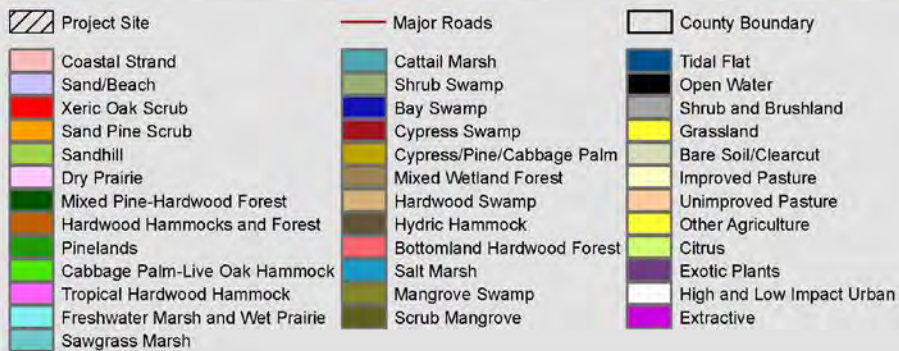 Project Site
Major Roads
County Boundary
Coastal Strand
Sand/Beach
Xeric Oak Scrub
Sand Pine Scrub
Sandhill
Dry Prairie
Mixed Pine-Hardwood Forest
Hardwood Hammocks and Forest
Pinelands
Cabbage Palm-Live Oak Hammock
Tropical Hardwood Hammock
Freshwater Marsh and Wet Prairie
Sawgrass Marsh
Cattail Marsh
Shrub Swamp
Bay Swamp
Cypress Swamp
Cypress/Pine/Cabbage Palm
Mixed Wetland Forest
Hardwood Swamp
Hydric Hammock
Bottomland Hardwood Forest
Salt Marsh
Mangrove Swamp
Scrub Mangrove
Tidal Flat
Open Water
Shrub and Brushland
Grassland
Bare Soil/Clearcut
Improved Pasture
Unimproved Pasture
Other Agriculture
Citrus
Exotic Plants
High and Low Impact Urban
Extractive